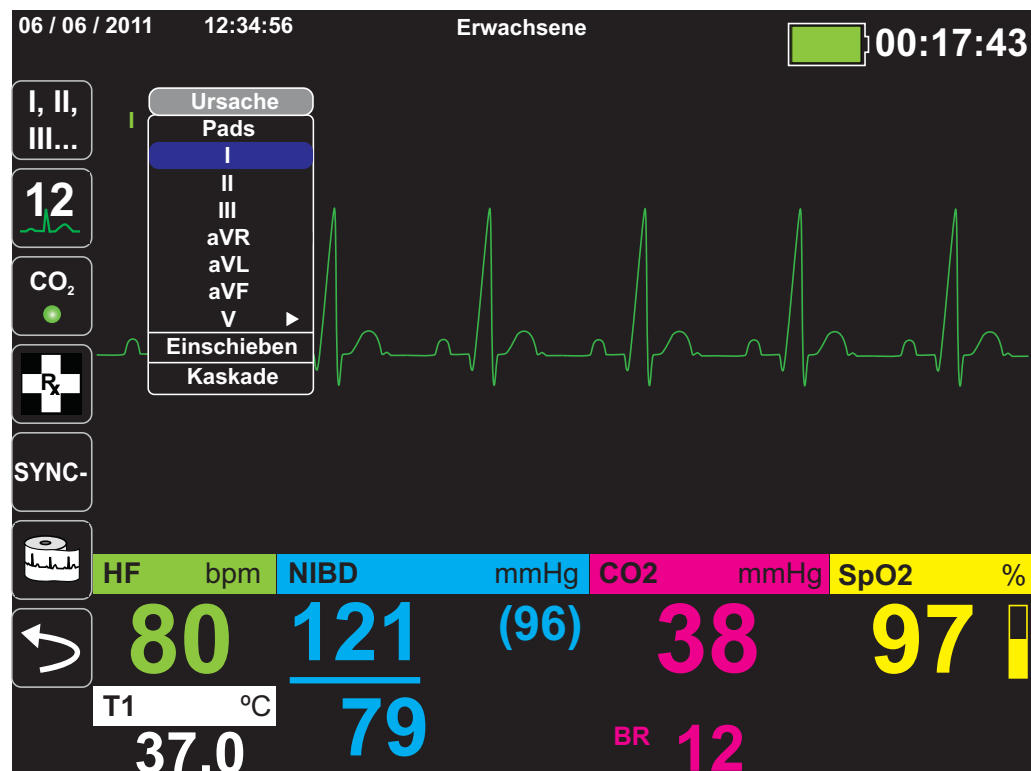 06 / 06 / 2011 12:34:56 Erwachsene 00:17:43
I, II,
III...
I
Ursache
Pads
I
II
III
aVR
aVL
aVF
V
Einschieben
Kaskade
12
CO₂
Rx
SYNC-
HF bpm NIBD mmHg CO2 mmHg SpO2 %
80 121 (96) 38 97
79
T1 ºC
37.0
BR 12